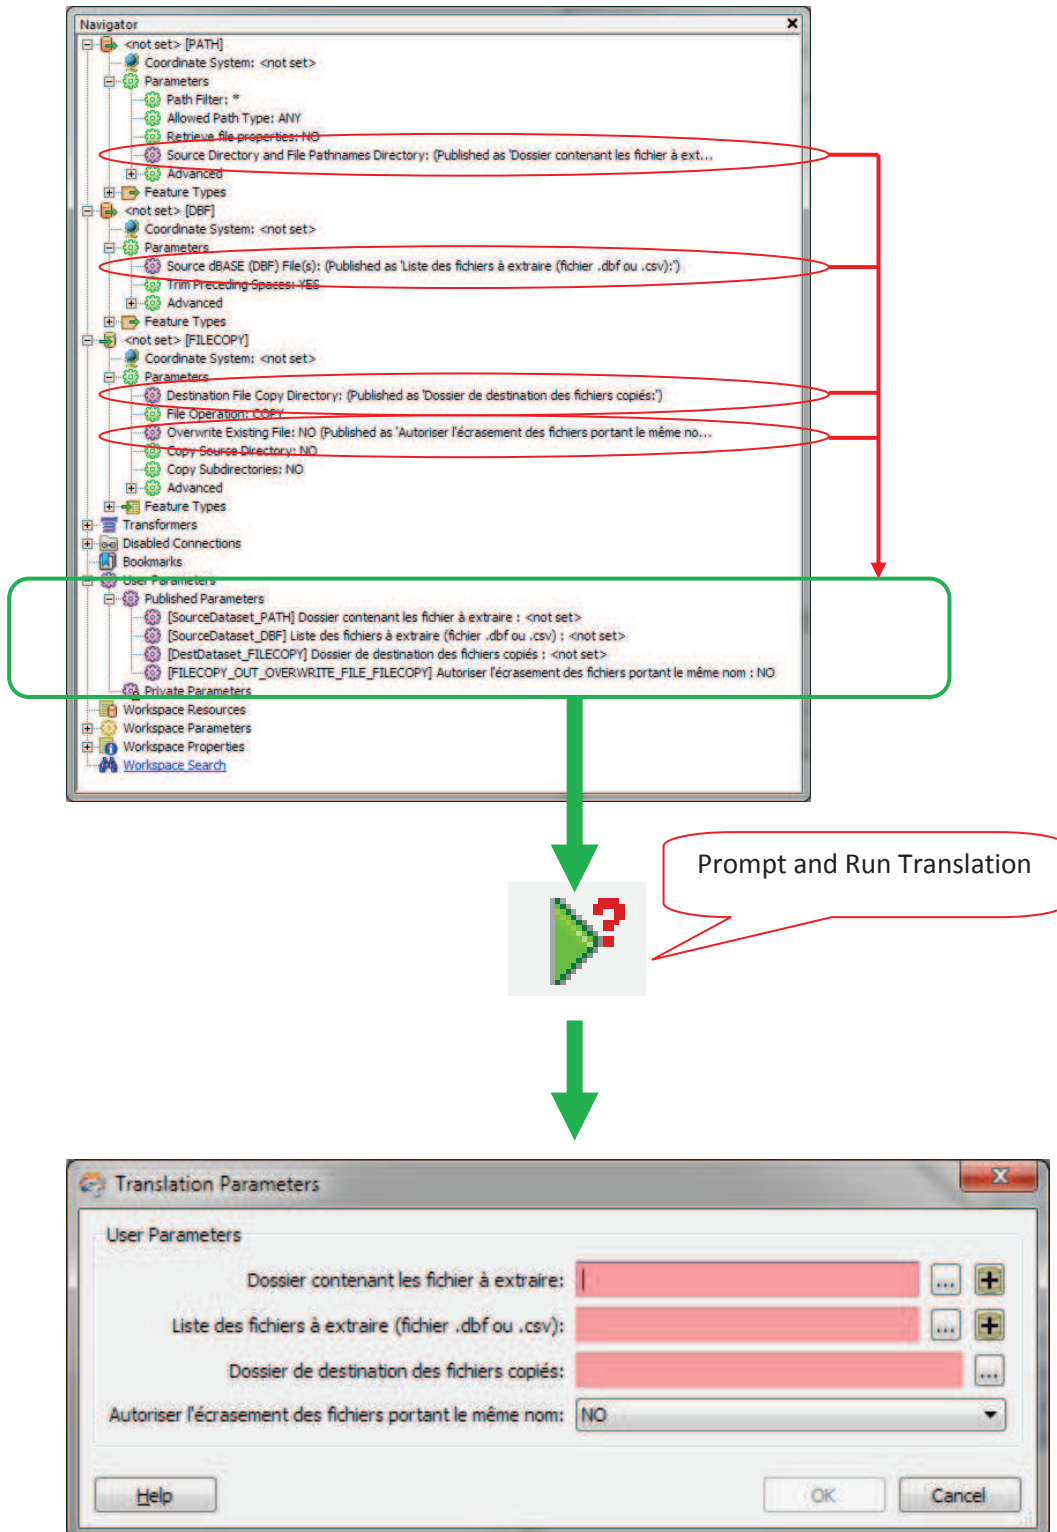 Navigator
<not set> [PATH]
Coordinate System: <not set>
Parameters
Path Filter: *
Allowed Path Type: ANY
Retrieve file properties: NO
Source Directory and File Pathnames Directory: (Published as 'Dossier contenant les fichier à ext...
Advanced
Feature Types
<not set> [DBF]
Coordinate System: <not set>
Parameters
Source dBASE (DBF) File(s): (Published as 'Liste des fichiers à extraire (fichier .dbf ou .csv):')
Trim Preceding Spaces: YES
Advanced
Feature Types
<not set> [FILECOPY]
Coordinate System: <not set>
Parameters
Destination File Copy Directory: (Published as 'Dossier de destination des fichiers copiés:')
File Operation: COPY
Overwrite Existing File: NO (Published as 'Autoriser l'écrasement des fichiers portant le même no...
Copy Source Directory: NO
Copy Subdirectories: NO
Advanced
Feature Types
Transformers
Disabled Connections
Bookmarks
User Parameters
Published Parameters
[SourceDataset_PATH] Dossier contenant les fichier à extraire : <not set>
[SourceDataset_DBF] Liste des fichiers à extraire (fichier .dbf ou .csv) : <not set>
[DestDataset_FILECOPY] Dossier de destination des fichiers copiés : <not set>
[FILECOPY_OUT_OVERWRITE_FILE_FILECOPY] Autoriser l'écrasement des fichiers portant le même nom : NO
Private Parameters
Workspace Resources
Workspace Parameters
Workspace Properties
Workspace Search
Prompt and Run Translation
?
Translation Parameters
User Parameters
Dossier contenant les fichier à extraire:
...
Liste des fichiers à extraire (fichier .dbf ou .csv):
...
Dossier de destination des fichiers copiés:
...
Autoriser l'écrasement des fichiers portant le même nom: NO
Help OK Cancel